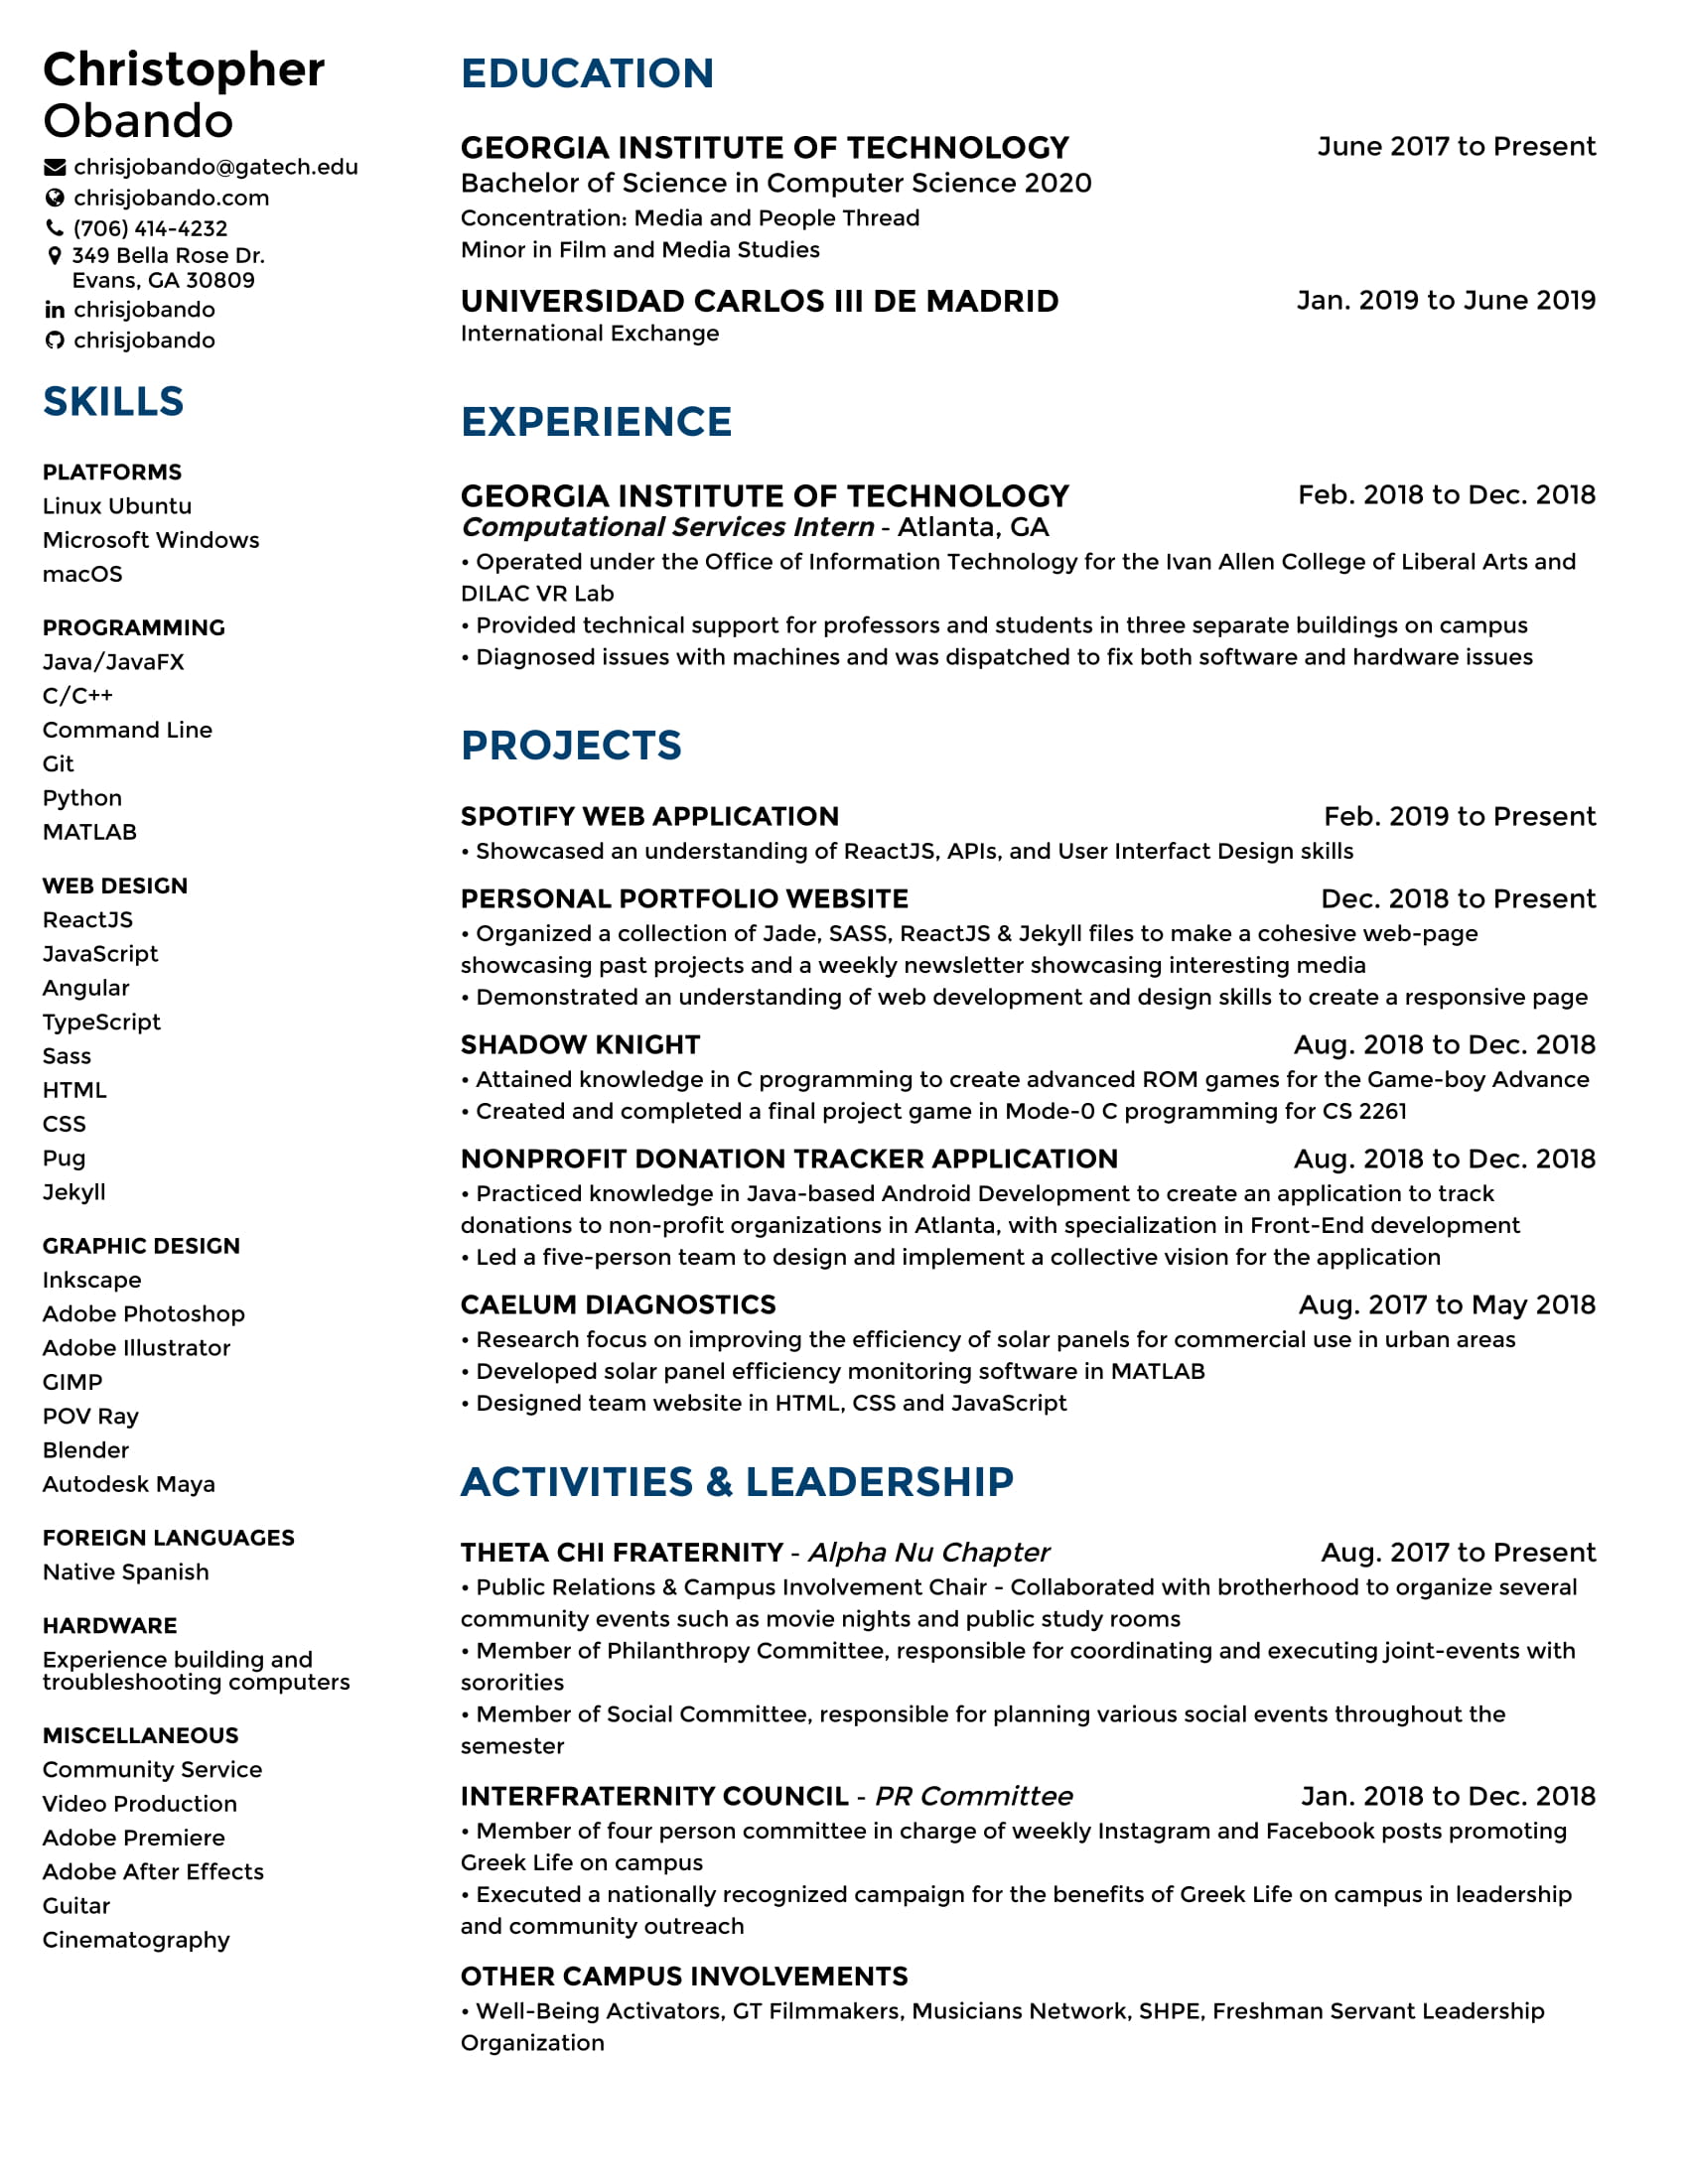 Christopher
Obando
chrisjobando@gatech.edu
chrisjobando.com
(706) 414-4232
349 Bella Rose Dr.
Evans, GA 30809
chrisjobando
chrisjobando
SKILLS
PLATFORMS
Linux Ubuntu
Microsoft Windows
macOS
PROGRAMMING
Java/JavaFX
C/C++
Command Line
Git
Python
MATLAB
WEB DESIGN
ReactJS
JavaScript
Angular
TypeScript
Sass
HTML
CSS
Pug
Jekyll
GRAPHIC DESIGN
Inkscape
Adobe Photoshop
Adobe Illustrator
GIMP
POV Ray
Blender
Autodesk Maya
FOREIGN LANGUAGES
Native Spanish
HARDWARE
Experience building and
troubleshooting computers
MISCELLANEOUS
Community Service
Video Production
Adobe Premiere
Adobe After Effects
Guitar
Cinematography
EDUCATION
GEORGIA INSTITUTE OF TECHNOLOGY June 2017 to Present
Bachelor of Science in Computer Science 2020
Concentration: Media and People Thread
Minor in Film and Media Studies
UNIVERSIDAD CARLOS III DE MADRID Jan. 2019 to June 2019
International Exchange
EXPERIENCE
GEORGIA INSTITUTE OF TECHNOLOGY Feb. 2018 to Dec. 2018
Computational Services Intern - Atlanta, GA
• Operated under the Office of Information Technology for the Ivan Allen College of Liberal Arts and
DILAC VR Lab
• Provided technical support for professors and students in three separate buildings on campus
• Diagnosed issues with machines and was dispatched to fix both software and hardware issues
PROJECTS
SPOTIFY WEB APPLICATION Feb. 2019 to Present
• Showcased an understanding of ReactJS, APIs, and User Interfact Design skills
PERSONAL PORTFOLIO WEBSITE Dec. 2018 to Present
• Organized a collection of Jade, SASS, ReactJS & Jekyll files to make a cohesive web-page
showcasing past projects and a weekly newsletter showcasing interesting media
• Demonstrated an understanding of web development and design skills to create a responsive page
SHADOW KNIGHT Aug. 2018 to Dec. 2018
• Attained knowledge in C programming to create advanced ROM games for the Game-boy Advance
• Created and completed a final project game in Mode-0 C programming for CS 2261
NONPROFIT DONATION TRACKER APPLICATION Aug. 2018 to Dec. 2018
• Practiced knowledge in Java-based Android Development to create an application to track
donations to non-profit organizations in Atlanta, with specialization in Front-End development
• Led a five-person team to design and implement a collective vision for the application
CAELUM DIAGNOSTICS Aug. 2017 to May 2018
• Research focus on improving the efficiency of solar panels for commercial use in urban areas
• Developed solar panel efficiency monitoring software in MATLAB
• Designed team website in HTML, CSS and JavaScript
ACTIVITIES & LEADERSHIP
THETA CHI FRATERNITY - Alpha Nu Chapter Aug. 2017 to Present
• Public Relations & Campus Involvement Chair - Collaborated with brotherhood to organize several
community events such as movie nights and public study rooms
• Member of Philanthropy Committee, responsible for coordinating and executing joint-events with
sororities
• Member of Social Committee, responsible for planning various social events throughout the
semester
INTERFRATERNITY COUNCIL - PR Committee Jan. 2018 to Dec. 2018
• Member of four person committee in charge of weekly Instagram and Facebook posts promoting
Greek Life on campus
• Executed a nationally recognized campaign for the benefits of Greek Life on campus in leadership
and community outreach
OTHER CAMPUS INVOLVEMENTS
• Well-Being Activators, GT Filmmakers, Musicians Network, SHPE, Freshman Servant Leadership
Organization